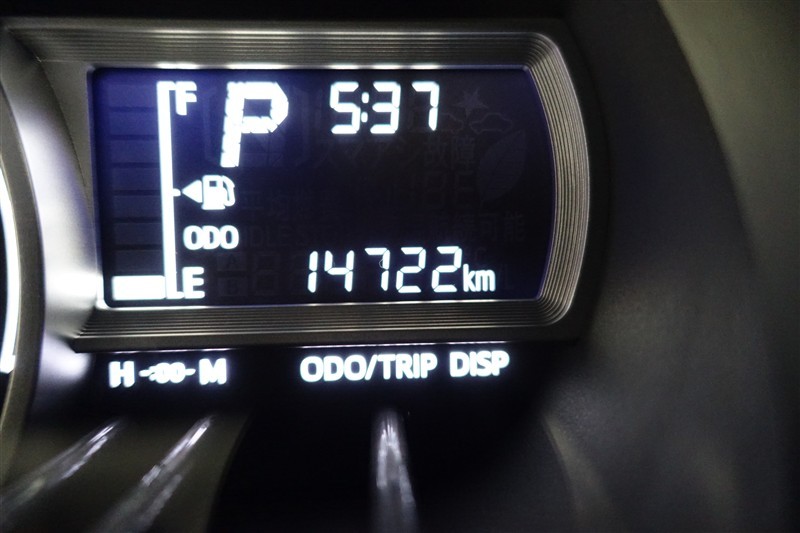 F P 5:37
ODO
E 14722km
H -:00- M ODO/TRIP DISP